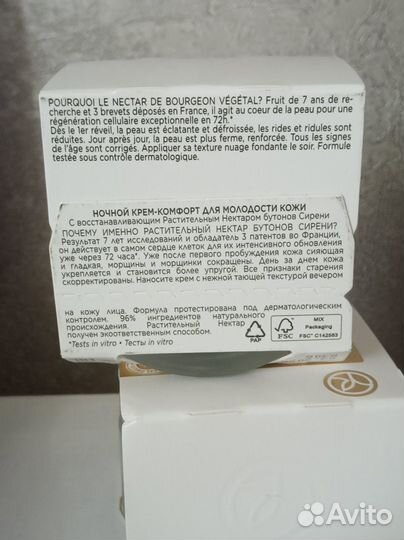 POURQUOI LE NECTAR DE BOURGEON VÉGÉTAL? Fruit de 7 ans de re-
cherche et 3 brevets déposés en France, il agit au coeur de la peau pour une
régénération cellulaire exceptionnelle en 72h.*
Dès le 1er réveil, la peau est éclatante et défroissée, les rides et ridules sont
réduites. Jour après jour, la peau est plus ferme, renforcée. Tous les signes
de l'âge sont corrigés. Appliquer sa texture nuage fondante le soir. Formule
testée sous contrôle dermatologique.
НОЧНОЙ КРЕМ-КОМФОРТ ДЛЯ МОЛОДОСТИ КОЖИ
С восстанавливающим Растительным Нектаром бутонов Сирени
ПОЧЕМУ ИМЕННО РАСТИТЕЛЬНЫЙ НЕКТАР БУТОНОВ СИРЕНИ?
Результат 7 лет исследований и обладатель 3 патентов во Франции,
он действует в самом сердце клеток для их интенсивного обновления
уже через 72 часа*. Уже после первого пробуждения кожа сияющая
и гладкая, морщины и морщинки сокращены. День за днем кожа
укрепляется и становится более упругой. Все признаки старения
скорректированы. Наносите крем с нежной тающей текстурой вечером
на кожу лица. Формула протестирована под дерматологическим
контролем. 96% ингредиентов натурального
происхождения. Растительный Нектар
получен экоответственным способом.
*Tests in vitro • Тесты in vitro
PAP
FSC
MIX
Packaging
FSC® C142583
Avito